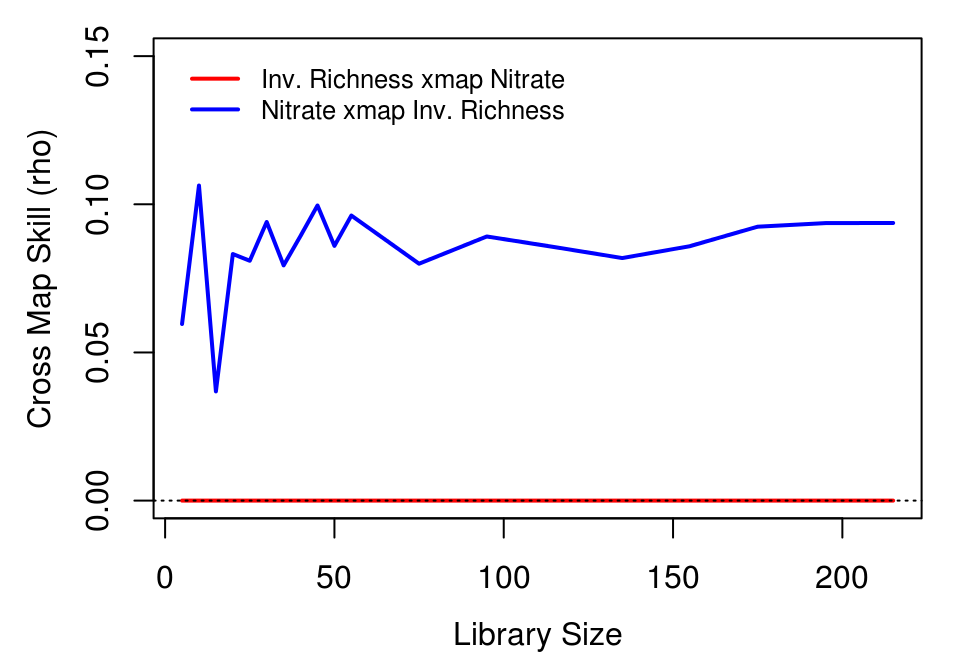 Inv. Richness xmap Nitrate
Nitrate xmap Inv. Richness
Cross Map Skill (rho)
0.15
0.10
0.05
0.00
0 50 100 150 200
Library Size